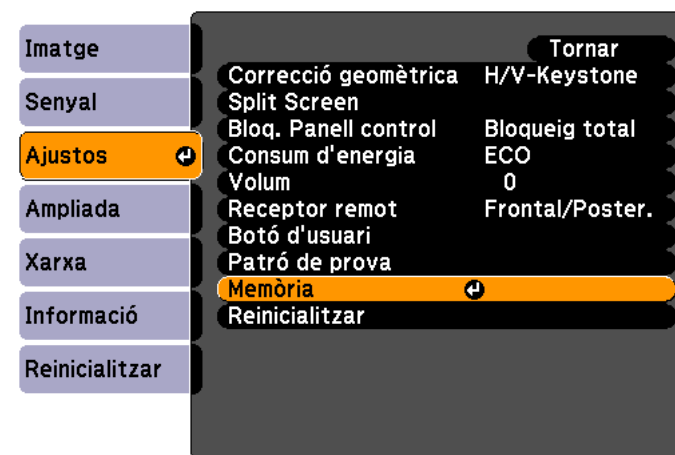 Imatge
Senyal
Ajustos
Ampliada
Xarxa
Informació
Reinicialitzar
Tornar
Correcció geomètrica H/V-Keystone
Split Screen
Bloq. Panell control Bloqueig total
Consum d'energia ECO
Volum 0
Receptor remot Frontal/Poster.
Botó d'usuari
Patró de prova
Memòria
Reinicialitzar